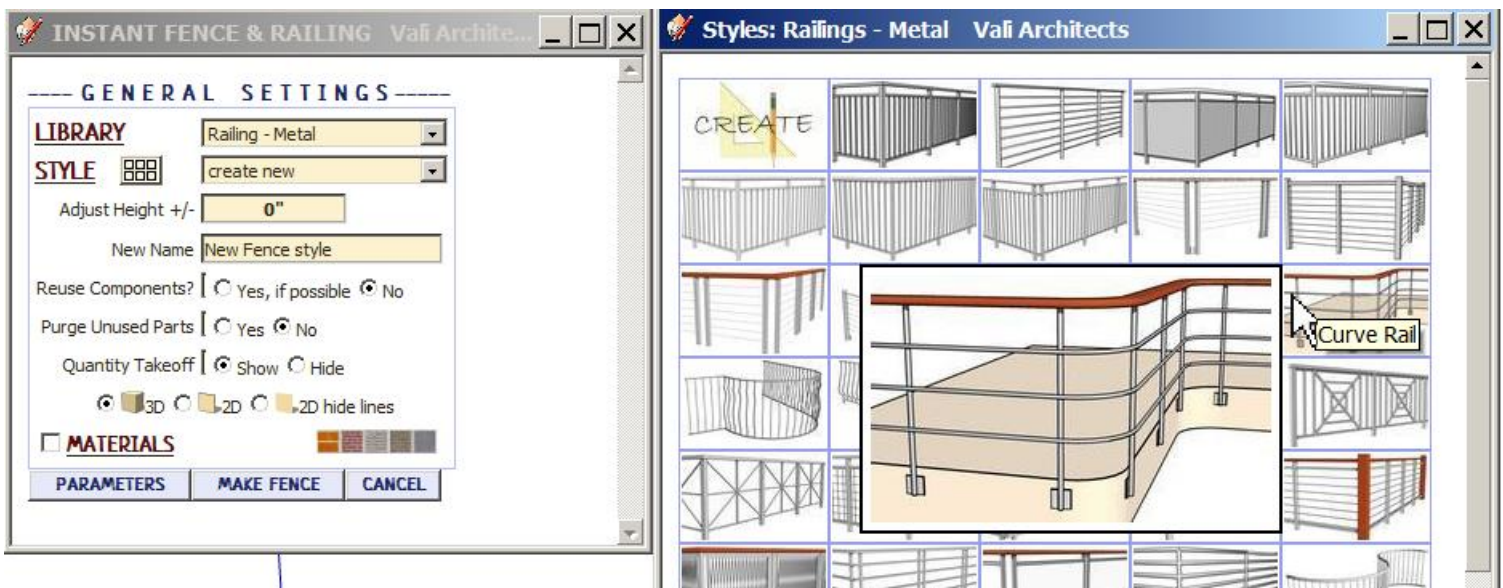 INSTANT FENCE & RAILING Vali Archite...
----GENERAL SETTINGS-----
LIBRARY Railing - Metal
STYLE create new
Adjust Height +/- 0"
New Name New Fence style
Reuse Components? Yes, if possible No
Purge Unused Parts Yes No
Quantity Takeoff Show Hide
3D 2D 2D hide lines
MATERIALS
PARAMETERS MAKE FENCE CANCEL
Styles: Railings - Metal Vali Architects
CREATE
Curve Rail